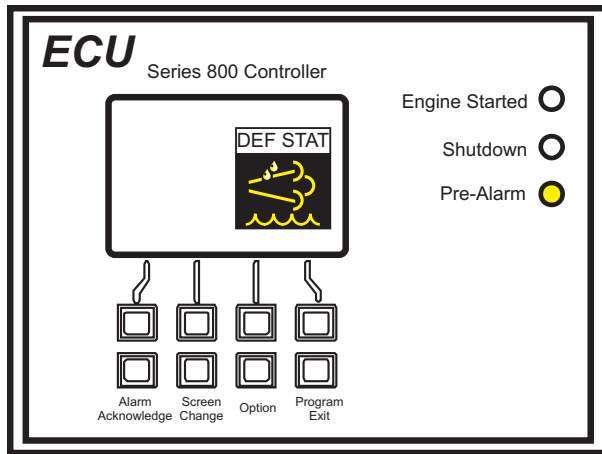 ECU
Series 800 Controller
Engine Started
Shutdown
Pre-Alarm
DEF STAT
Alarm
Acknowledge
Screen
Change
Option
Program
Exit